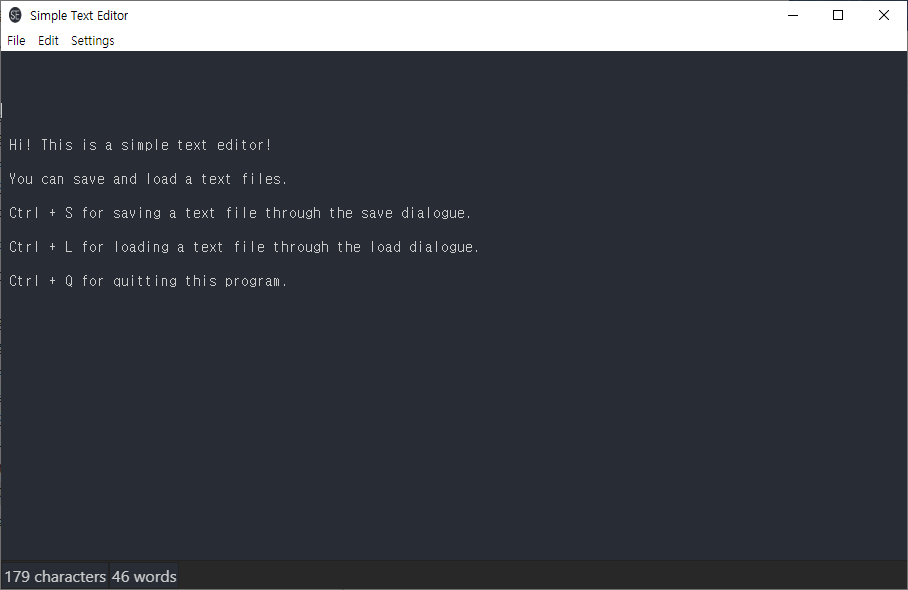 SE Simple Text Editor
File Edit Settings
Hi! This is a simple text editor!
You can save and load a text files.
Ctrl + S for saving a text file through the save dialogue.
Ctrl + L for loading a text file through the load dialogue.
Ctrl + Q for quitting this program.
179 characters 46 words